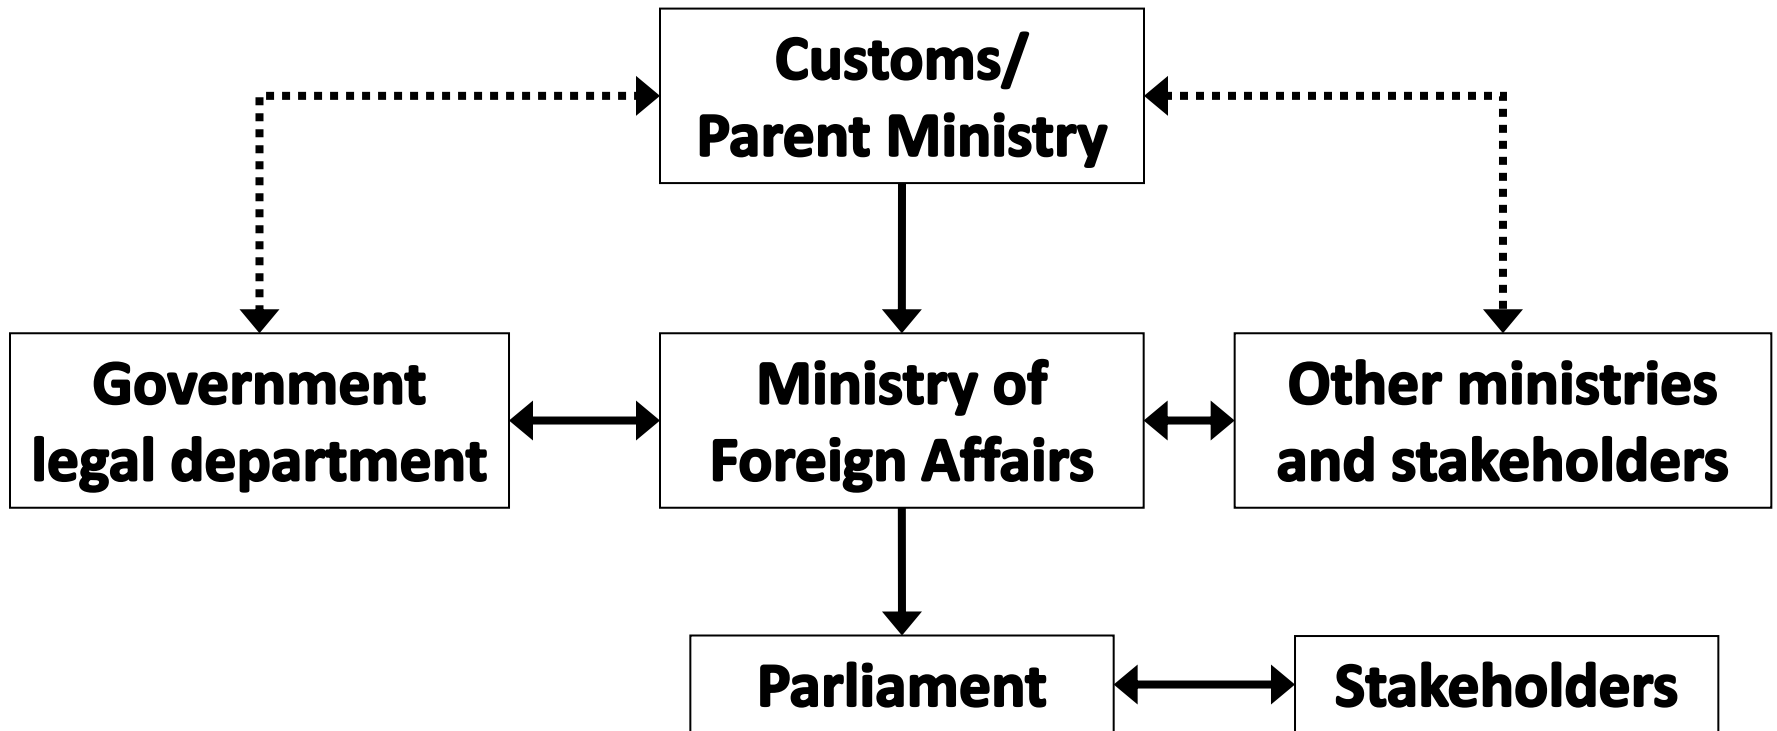 Customs/
Parent Ministry
Government
legal department
Ministry of
Foreign Affairs
Other ministries
and stakeholders
Parliament
Stakeholders